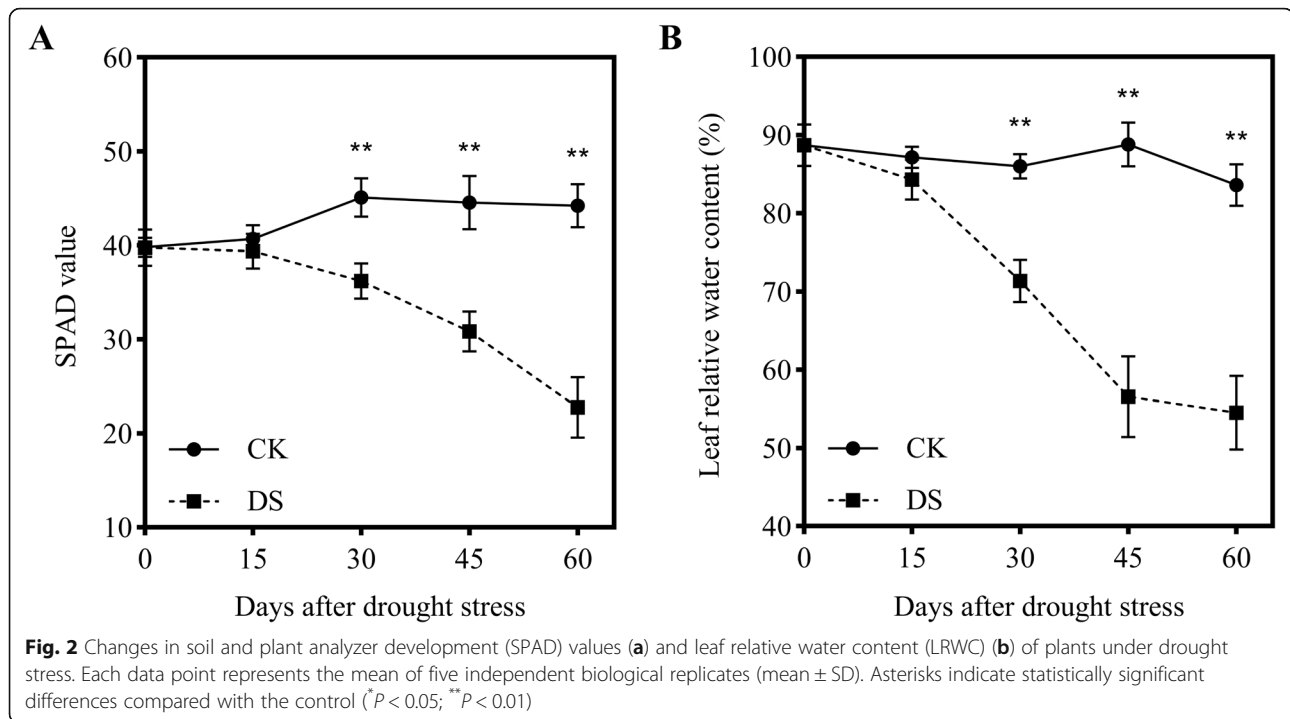 A
60
50
40
30
20
10
SPAD value
** ** **
CK
DS
0 15 30 45 60
Days after drought stress
B
100
90
80
70
60
50
40
Leaf relative water content (%)
** ** **
CK
DS
0 15 30 45 60
Days after drought stress
Fig. 2 Changes in soil and plant analyzer development (SPAD) values (a) and leaf relative water content (LRWC) (b) of plants under drought
stress. Each data point represents the mean of five independent biological replicates (mean ± SD). Asterisks indicate statistically significant
differences compared with the control (*P < 0.05; **P < 0.01)